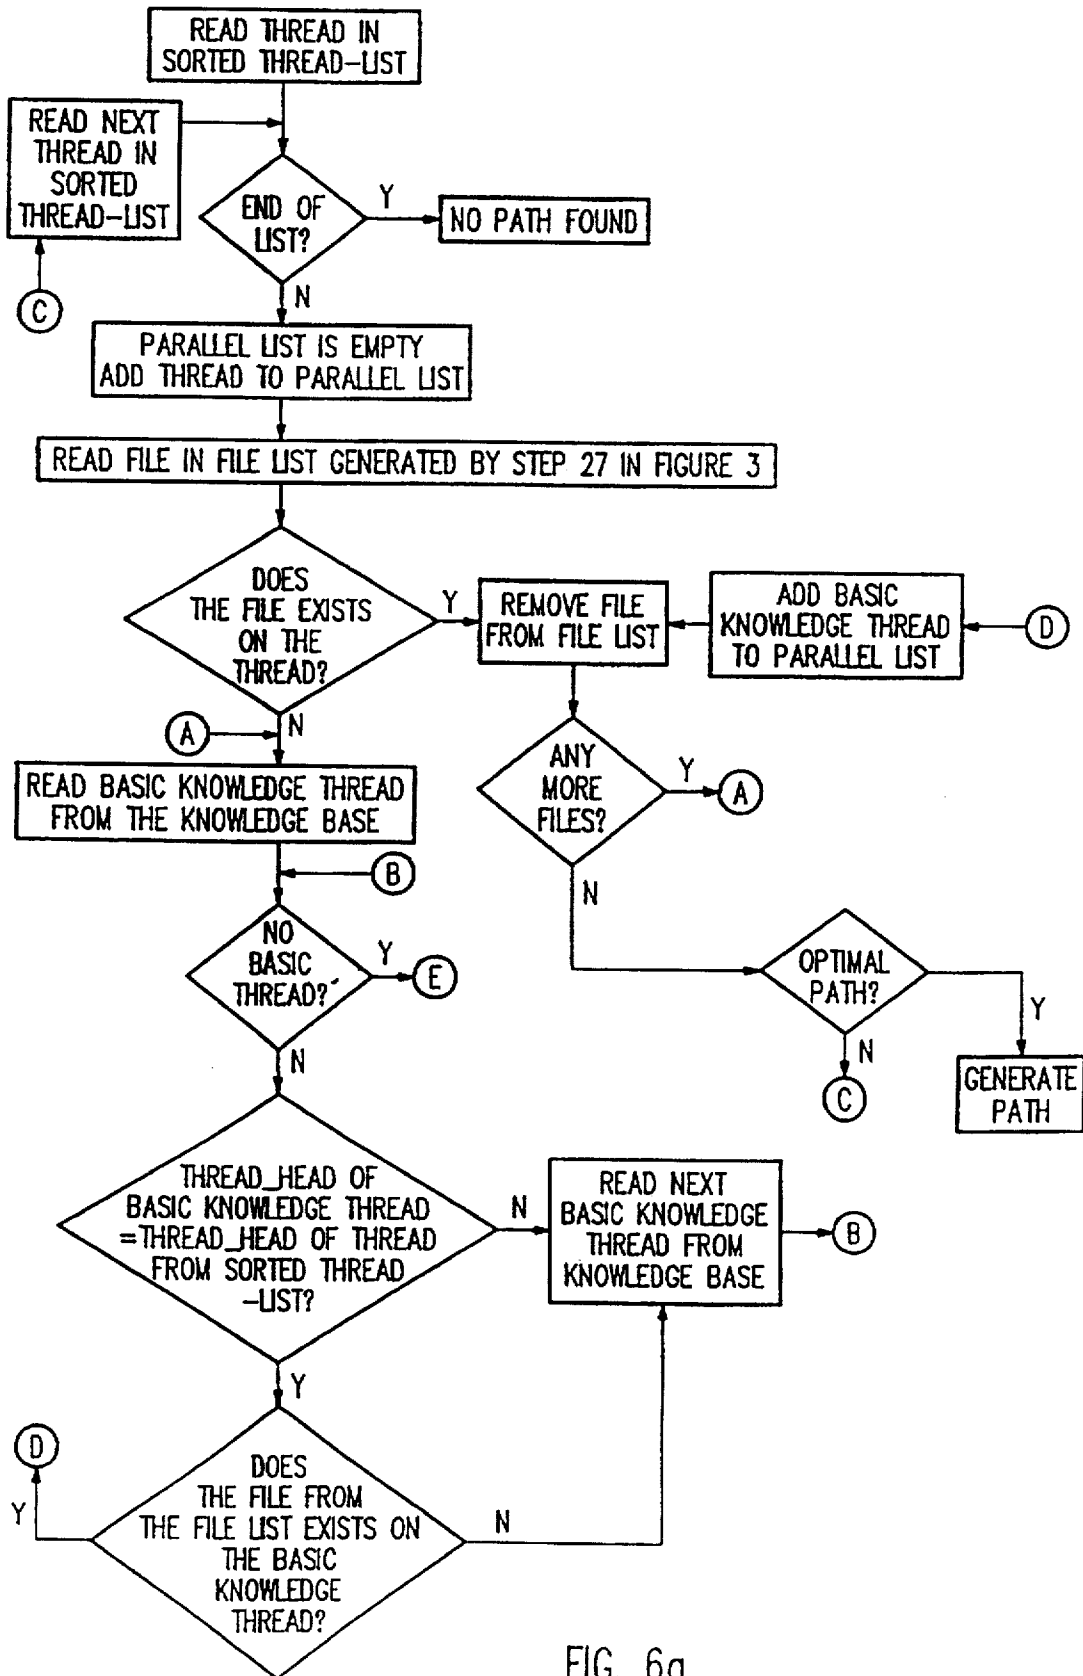 READ THREAD IN
SORTED THREAD-LIST
READ NEXT
THREAD IN
SORTED
THREAD-LIST
END OF
LIST?
Y
NO PATH FOUND
C
N
PARALLEL LIST IS EMPTY
ADD THREAD TO PARALLEL LIST
READ FILE IN FILE LIST GENERATED BY STEP 27 IN FIGURE 3
DOES
THE FILE EXISTS
ON THE
THREAD?
Y
REMOVE FILE
FROM FILE LIST
ADD BASIC
KNOWLEDGE THREAD
TO PARALLEL LIST
D
A
N
READ BASIC KNOWLEDGE THREAD
FROM THE KNOWLEDGE BASE
ANY
MORE
FILES?
Y
A
B
N
NO
BASIC
THREAD?
Y
E
OPTIMAL
PATH?
Y
N
N
C
GENERATE
PATH
THREAD_HEAD OF
BASIC KNOWLEDGE THREAD
=THREAD_HEAD OF THREAD
FROM SORTED THREAD
-LIST?
N
READ NEXT
BASIC KNOWLEDGE
THREAD FROM
KNOWLEDGE BASE
B
Y
D
Y
DOES
THE FILE FROM
THE FILE LIST EXISTS ON
THE BASIC
KNOWLEDGE
THREAD?
N
FIG. 6a